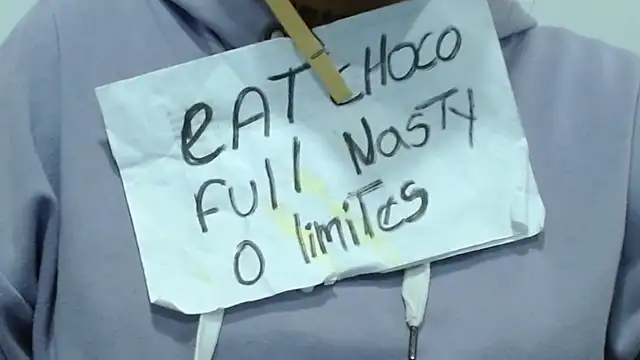 eAT CHOCO
FUll NASTY
0 limiTes